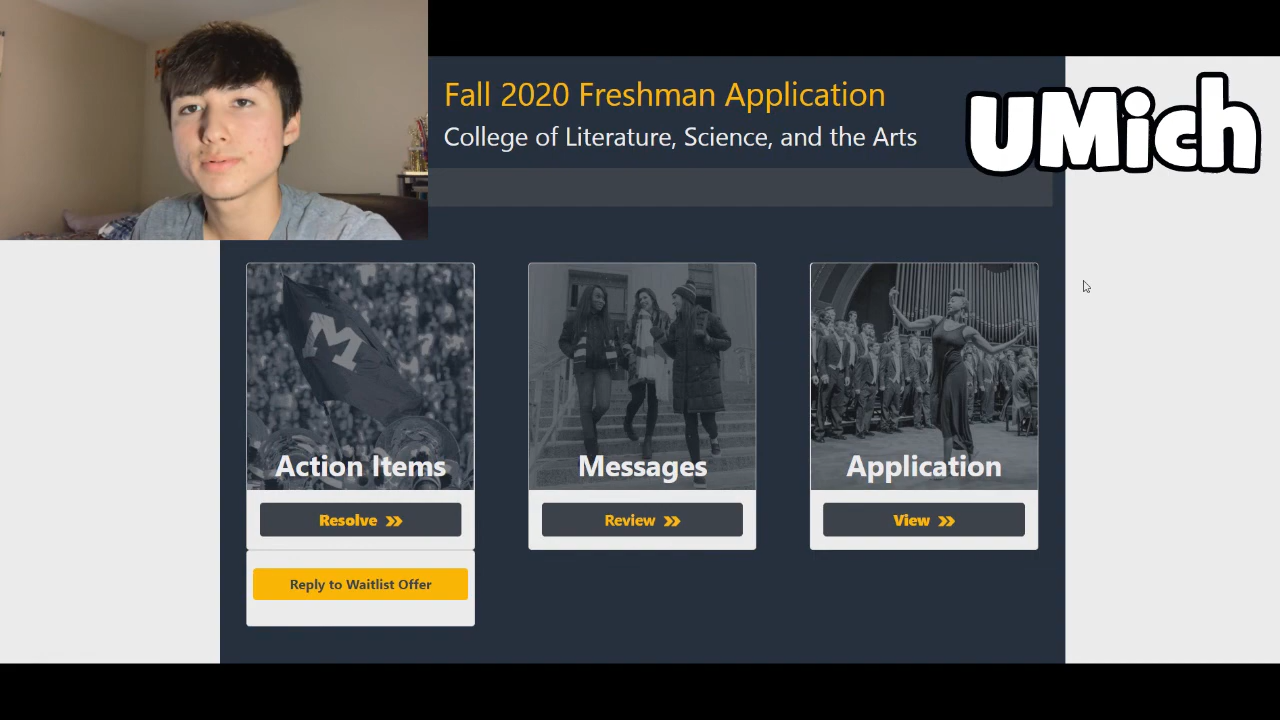 Fall 2020 Freshman Application
College of Literature, Science, and the Arts
UMich
M
Action Items
Messages
Application
Resolve
Review
View
Reply to Waitlist Offer